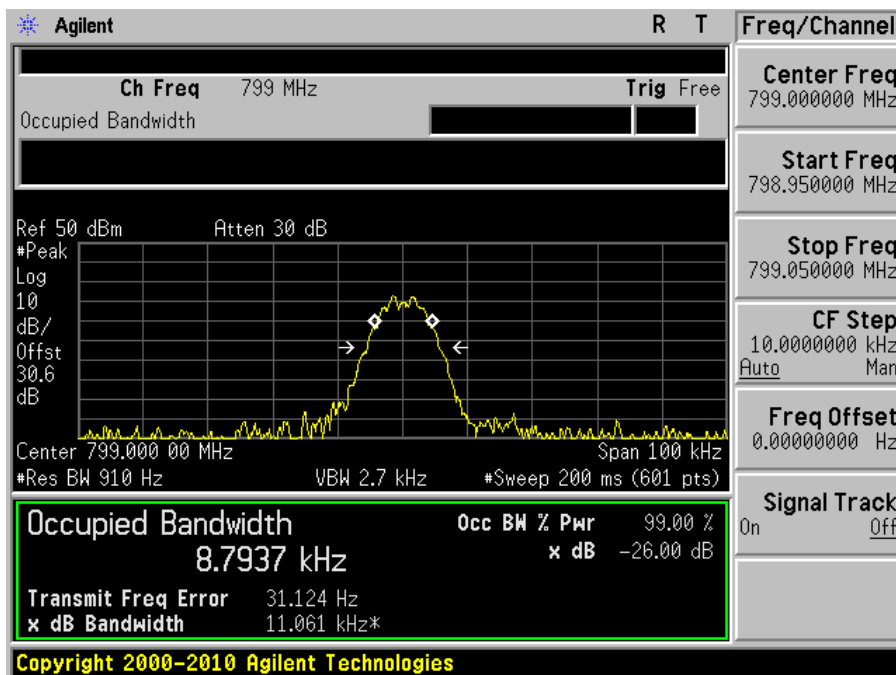 Agilent R T Freq/Channel
Ch Freq 799 MHz Trig Free
Occupied Bandwidth
Center Freq
799.000000 MHz
Start Freq
798.950000 MHz
Stop Freq
799.050000 MHz
CF Step
10.0000000 kHz
Auto Man
Freq Offset
0.00000000 Hz
Signal Track
On Off
Ref 50 dBm Atten 30 dB
#Peak
Log
10
dB/
Offst
30.6
dB
Center 799.000 00 MHz Span 100 kHz
#Res BW 910 Hz VBW 2.7 kHz #Sweep 200 ms (601 pts)
Occupied Bandwidth Occ BW % Pwr 99.00 %
8.7937 kHz x dB -26.00 dB
Transmit Freq Error 31.124 Hz
x dB Bandwidth 11.061 kHz*
Copyright 2000-2010 Agilent Technologies